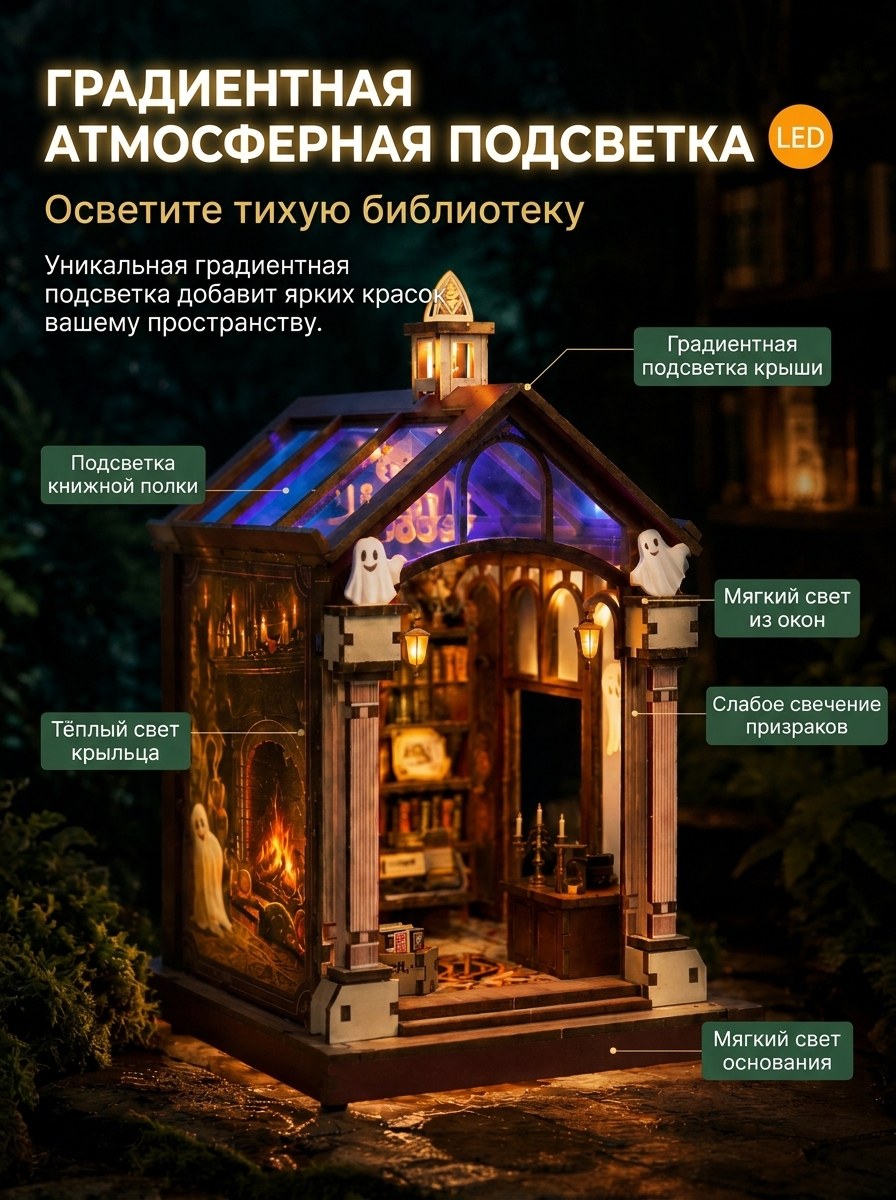 ГРАДИЕНТНАЯ
АТМОСФЕРНАЯ ПОДСВЕТКА LED
Осветите тихую библиотеку
Уникальная градиентная
подсветка добавит ярких красок
вашему пространству.
Градиентная
подсветка крыши
Подсветка
книжной полки
Мягкий свет
из окон
Слабое свечение
призраков
Тёплый свет
крыльца
Мягкий свет
основания